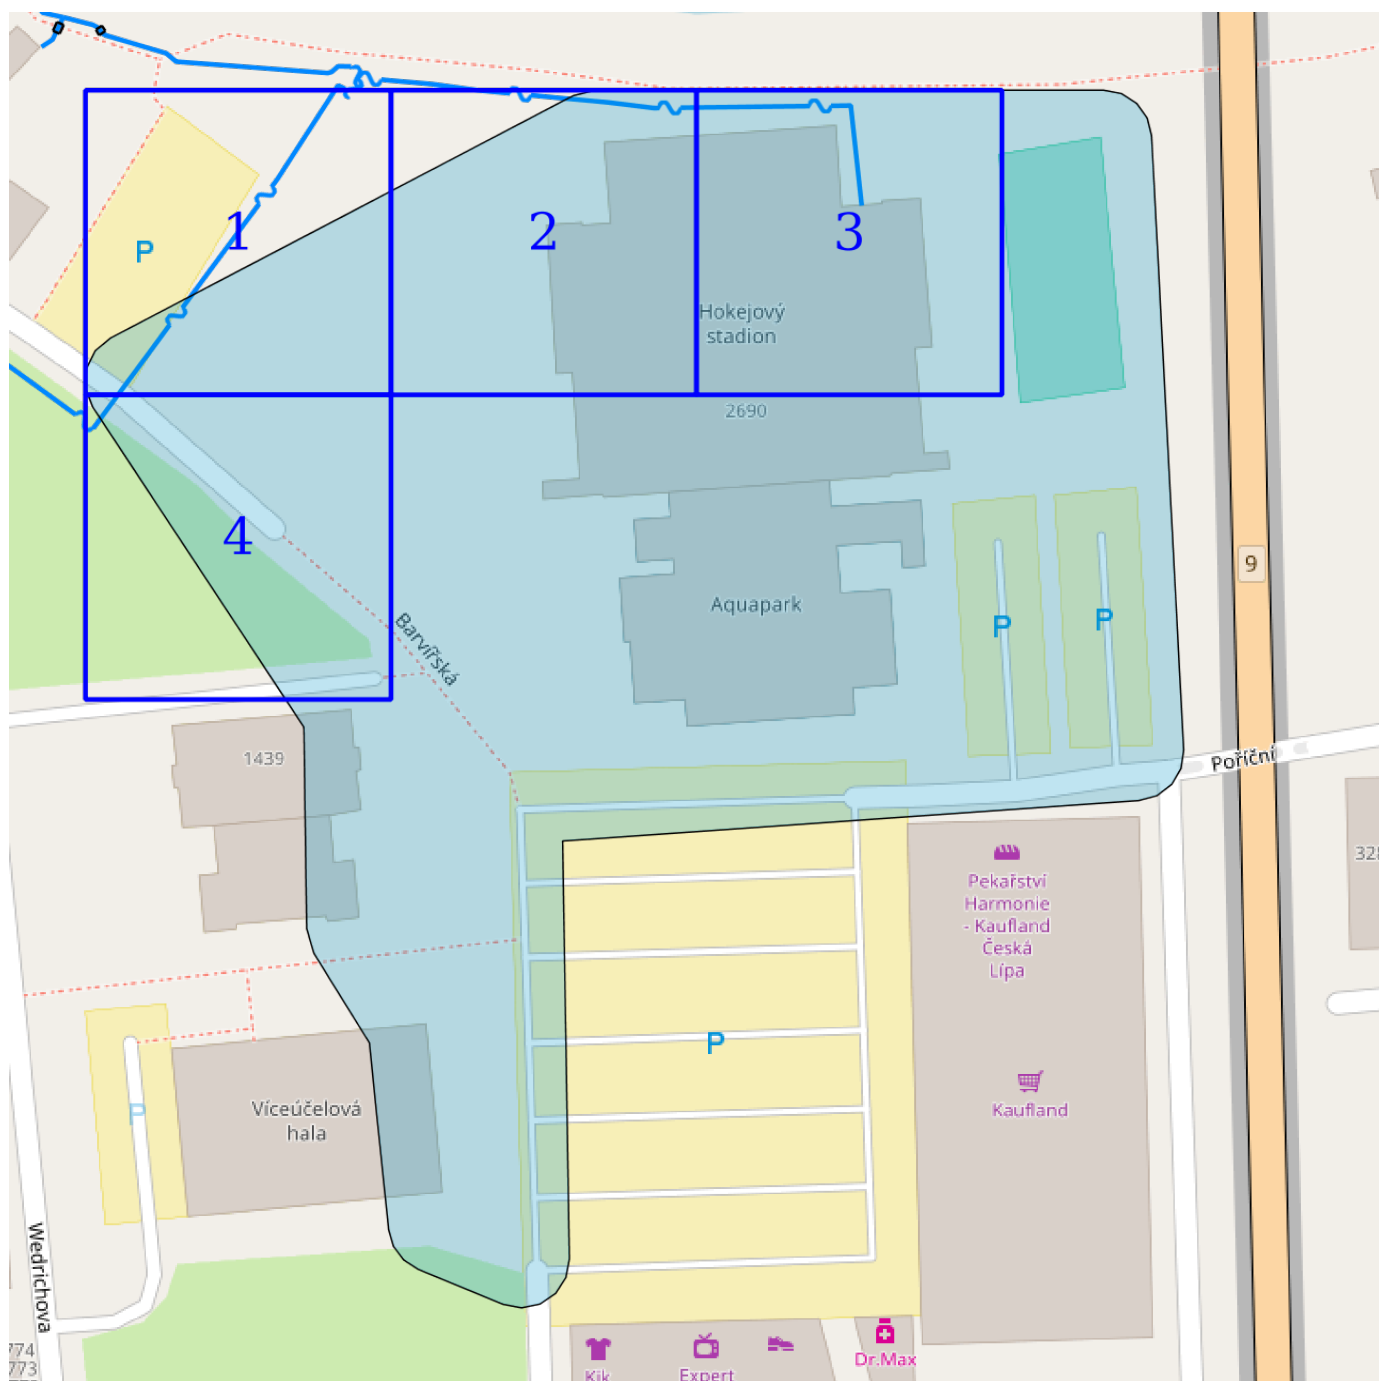 1
2
3
P
Hokejový
stadion
2690
4
9
Aquapark
P
P
Barvířská
1439
Poříční
Pekařství
Harmonie
- Kaufland
Česká
Lípa
P
Kaufland
P
Víceúčelová
hala
Wedrichova
774
773
Dr.Max
Kik
Expert